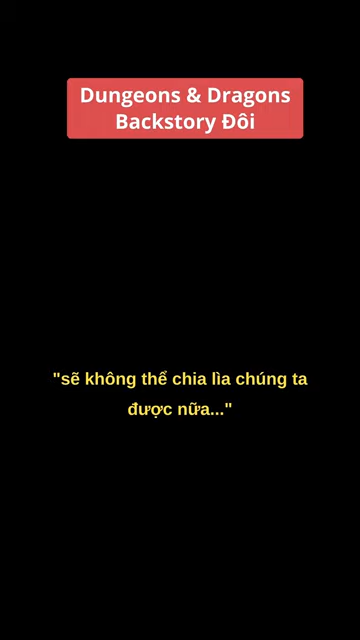 Dungeons & Dragons
Backstory Đôi
"sẽ không thể chia lìa chúng ta
được nữa..."